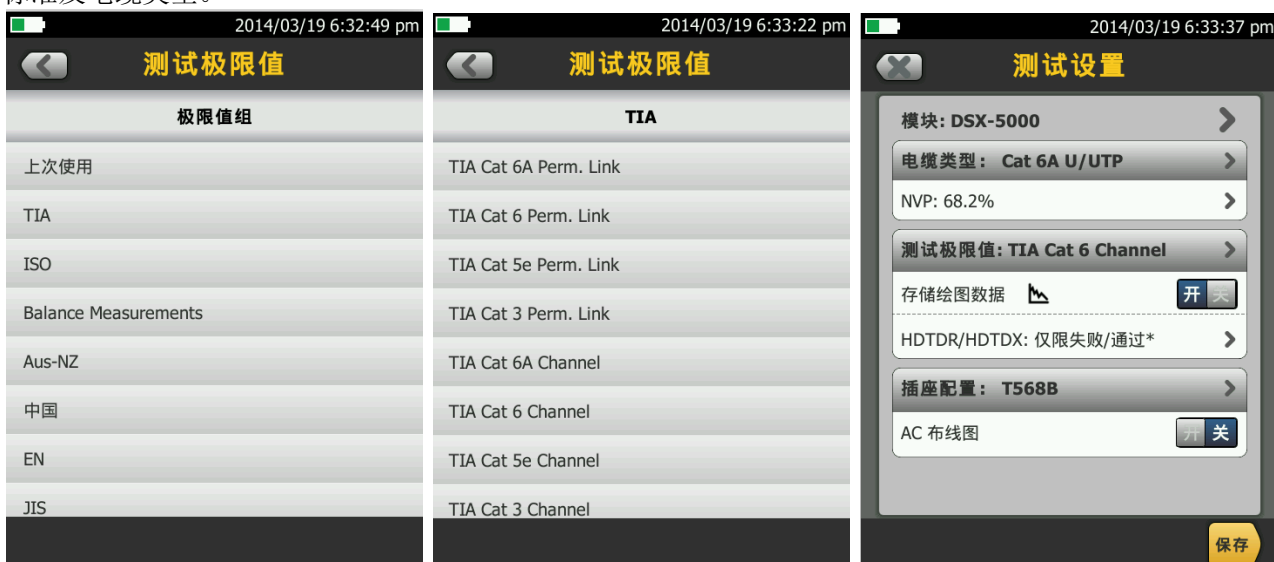 标准及电缆类型。
2014/03/19 6:32:49 pm
测试极限值
极限值组
上次使用
TIA
ISO
Balance Measurements
Aus-NZ
中国
EN
JIS
2014/03/19 6:33:22 pm
测试极限值
TIA
TIA Cat 6A Perm. Link
TIA Cat 6 Perm. Link
TIA Cat 5e Perm. Link
TIA Cat 3 Perm. Link
TIA Cat 6A Channel
TIA Cat 6 Channel
TIA Cat 5e Channel
TIA Cat 3 Channel
2014/03/19 6:33:37 pm
测试设置
模块: DSX-5000
电缆类型: Cat 6A U/UTP
NVP: 68.2%
测试极限值: TIA Cat 6 Channel
存储绘图数据 开 关
HDTDR/HDTDX: 仅限失败/通过*
插座配置: T568B
AC 布线图 开 关
保存